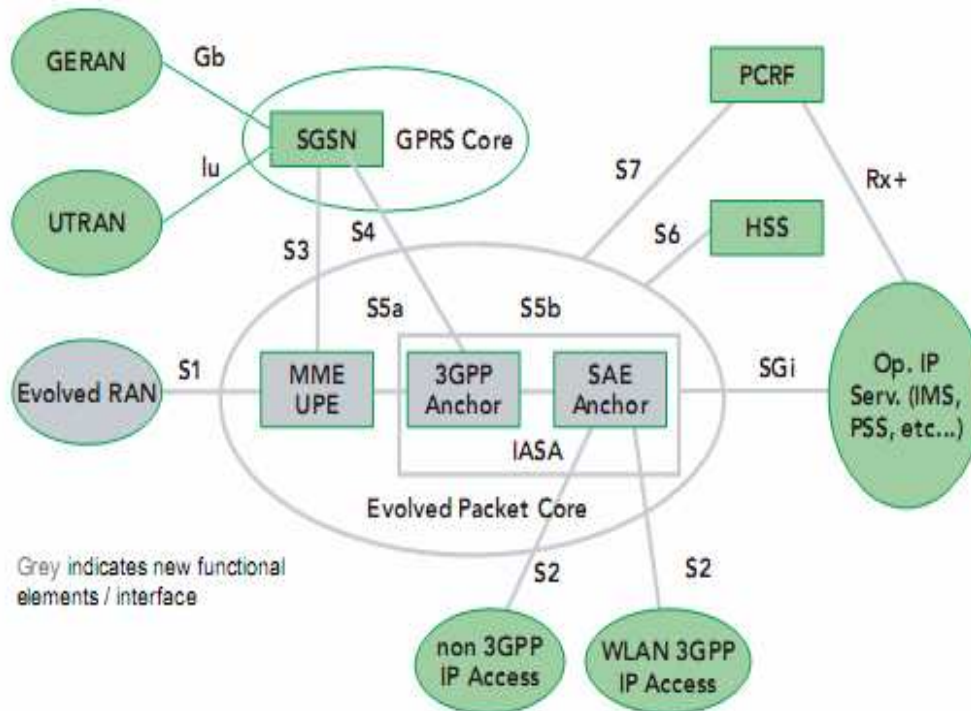 GERAN
Gb
PCRF
SGSN
GPRS Core
Iu
S7
Rx+
UTRAN
S3
S4
S6
HSS
S5a
S5b
Evolved RAN
S1
MME
UPE
3GPP
Anchor
SAE
Anchor
SGi
Op. IP
Serv. (IMS,
PSS, etc...)
IASA
Evolved Packet Core
Grey indicates new functional
elements / interface
S2
S2
non 3GPP
IP Access
WLAN 3GPP
IP Access